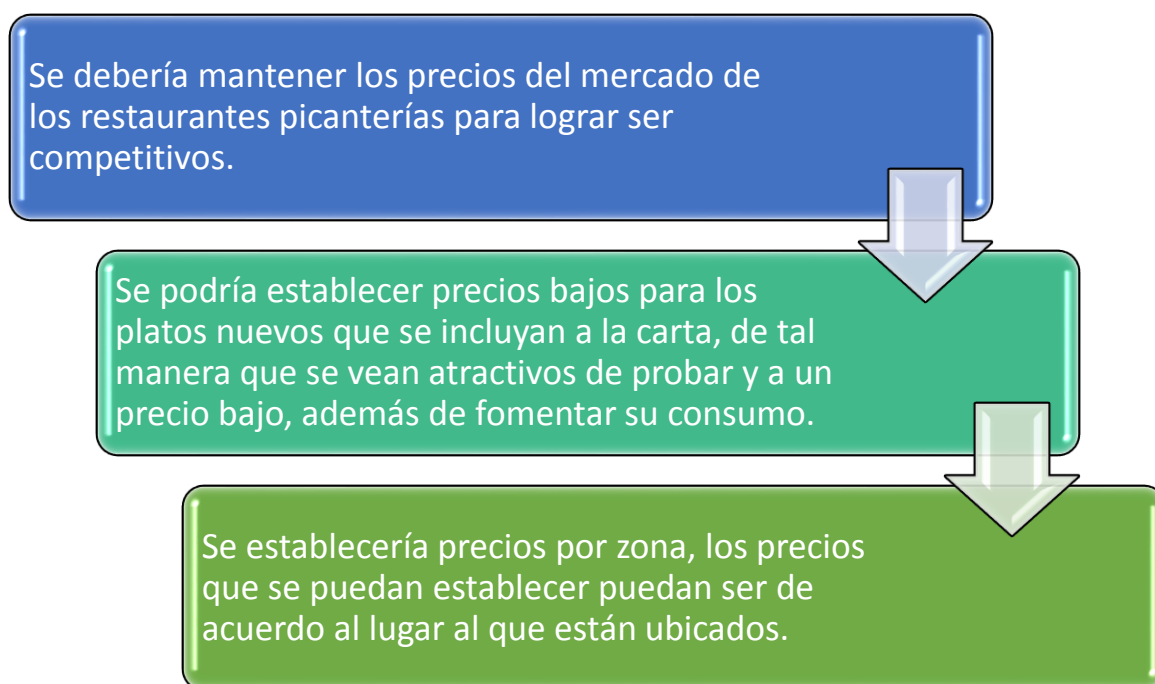 Se debería mantener los precios del mercado de
los restaurantes picanterías para lograr ser
competitivos.
Se podría establecer precios bajos para los
platos nuevos que se incluyan a la carta, de tal
manera que se vean atractivos de probar y a un
precio bajo, además de fomentar su consumo.
Se establecería precios por zona, los precios
que se puedan establecer puedan ser de
acuerdo al lugar al que están ubicados.